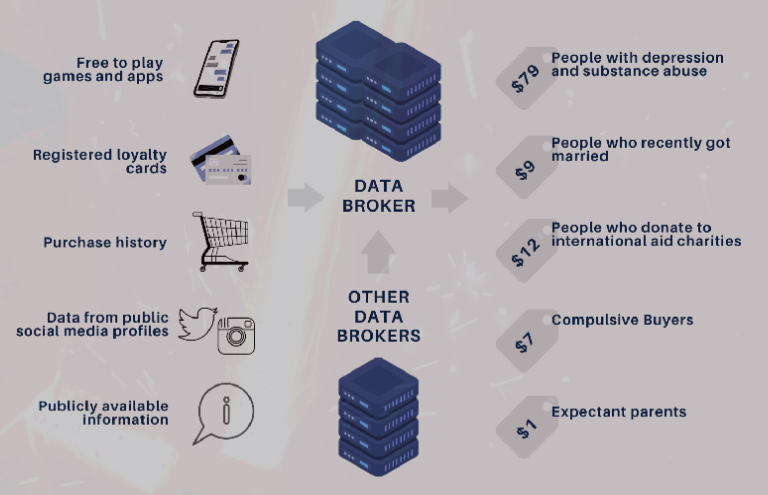 Free to play
games and apps
Registered loyalty
cards
Purchase history
Data from public
social media profiles
Publicly available
information
DATA
BROKER
OTHER
DATA
BROKERS
$79
People with depression
and substance abuse
$9
People who recently got
married
$12
People who donate to
international aid charities
$7
Compulsive Buyers
$1
Expectant parents